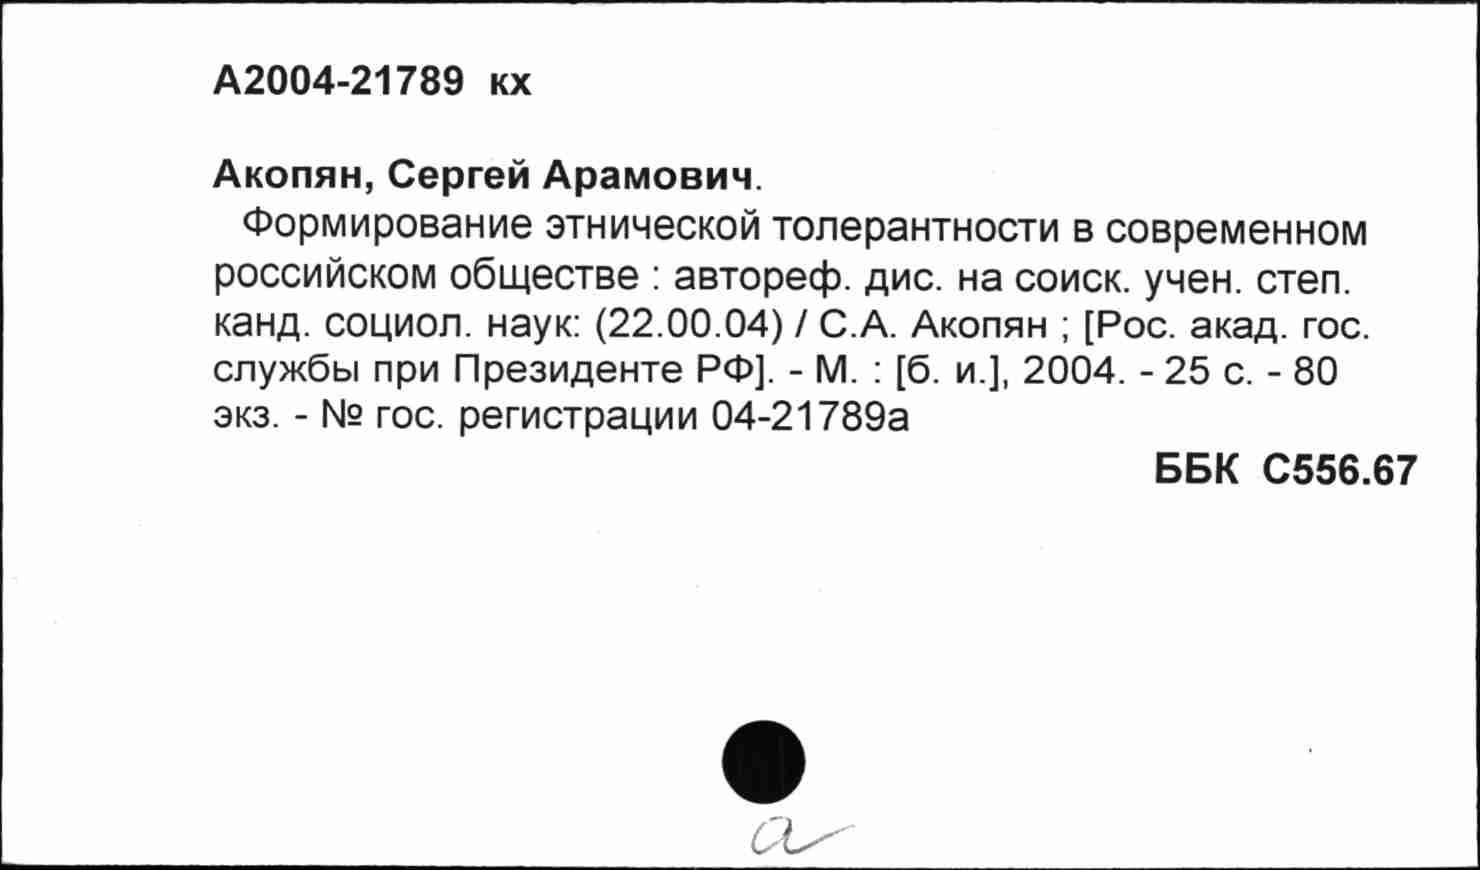 А2004-21789 кх
Акопян, Сергей Арамович.
Формирование этнической толерантности в современном
российском обществе : автореф. дис. на соиск. учен. степ.
канд. социол. наук: (22.00.04) / С.А. Акопян ; [Рос. акад. гос.
службы при Президенте РФ]. - М. : [б. и.], 2004. - 25 с. - 80
экз. - № гос. регистрации 04-21789а
ББК С556.67
а